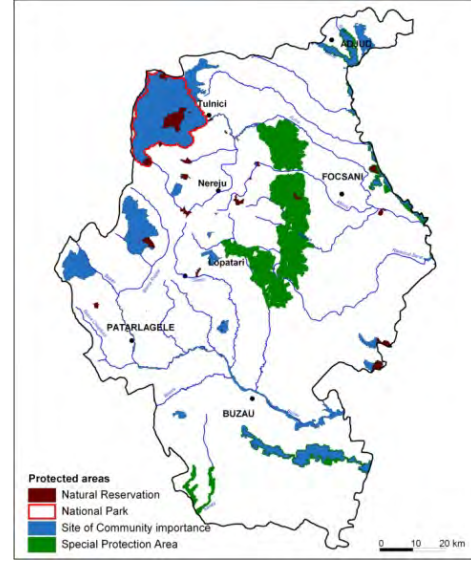 ADJUD
Tulnici
FOCSANI
Nereju
Lopatari
PATARLAGELE
BUZAU
Protected areas
Natural Reservation
National Park
Site of Community importance
Special Protection Area
0 10 20 km